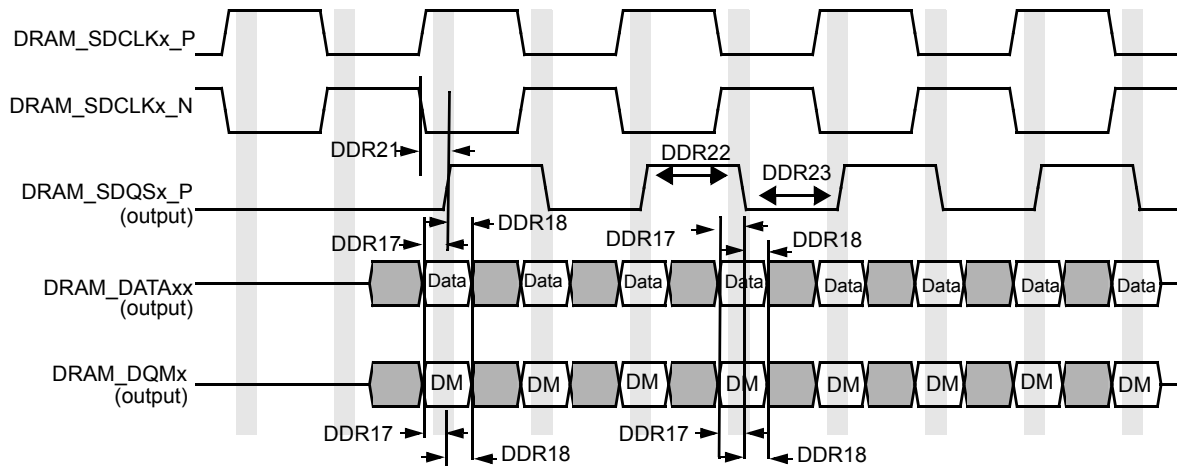 DRAM_SDCLKx_P
DRAM_SDCLKx_N
DDR21
DDR22
DDR23
DRAM_SDQSx_P
(output)
DDR18
DDR17
DDR17
DDR18
DRAM_DATAxx
(output)
Data Data Data Data Data Data Data Data
DRAM_DQMx
(output)
DM DM DM DM DM DM DM DM
DDR17
DDR18
DDR17
DDR18